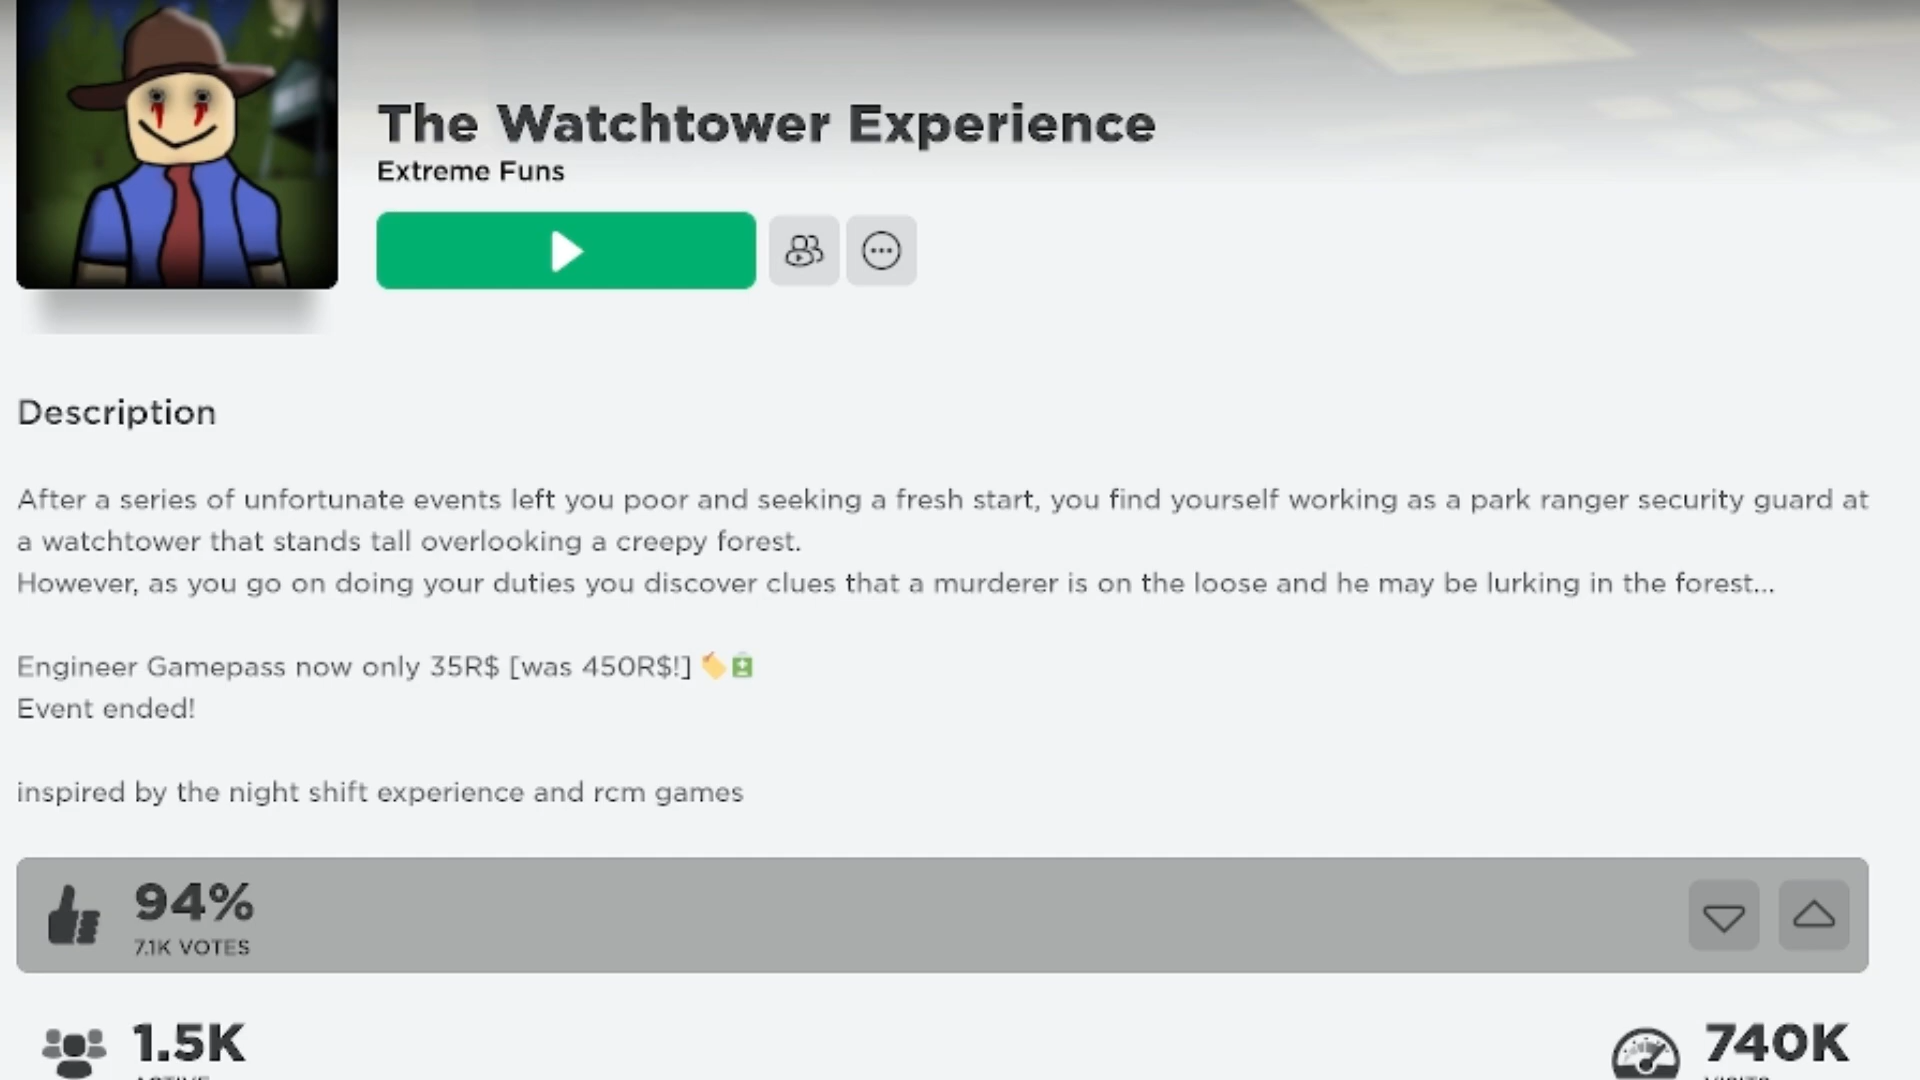 The Watchtower Experience
Extreme Funs
Description
After a series of unfortunate events left you poor and seeking a fresh start, you find yourself working as a park ranger security guard at
a watchtower that stands tall overlooking a creepy forest.
However, as you go on doing your duties you discover clues that a murderer is on the loose and he may be lurking in the forest...
Engineer Gamepass now only 35R$ [was 450R$!] 🏷️🔋
Event ended!
inspired by the night shift experience and rcm games
94%
7.1K VOTES
1.5K
740K